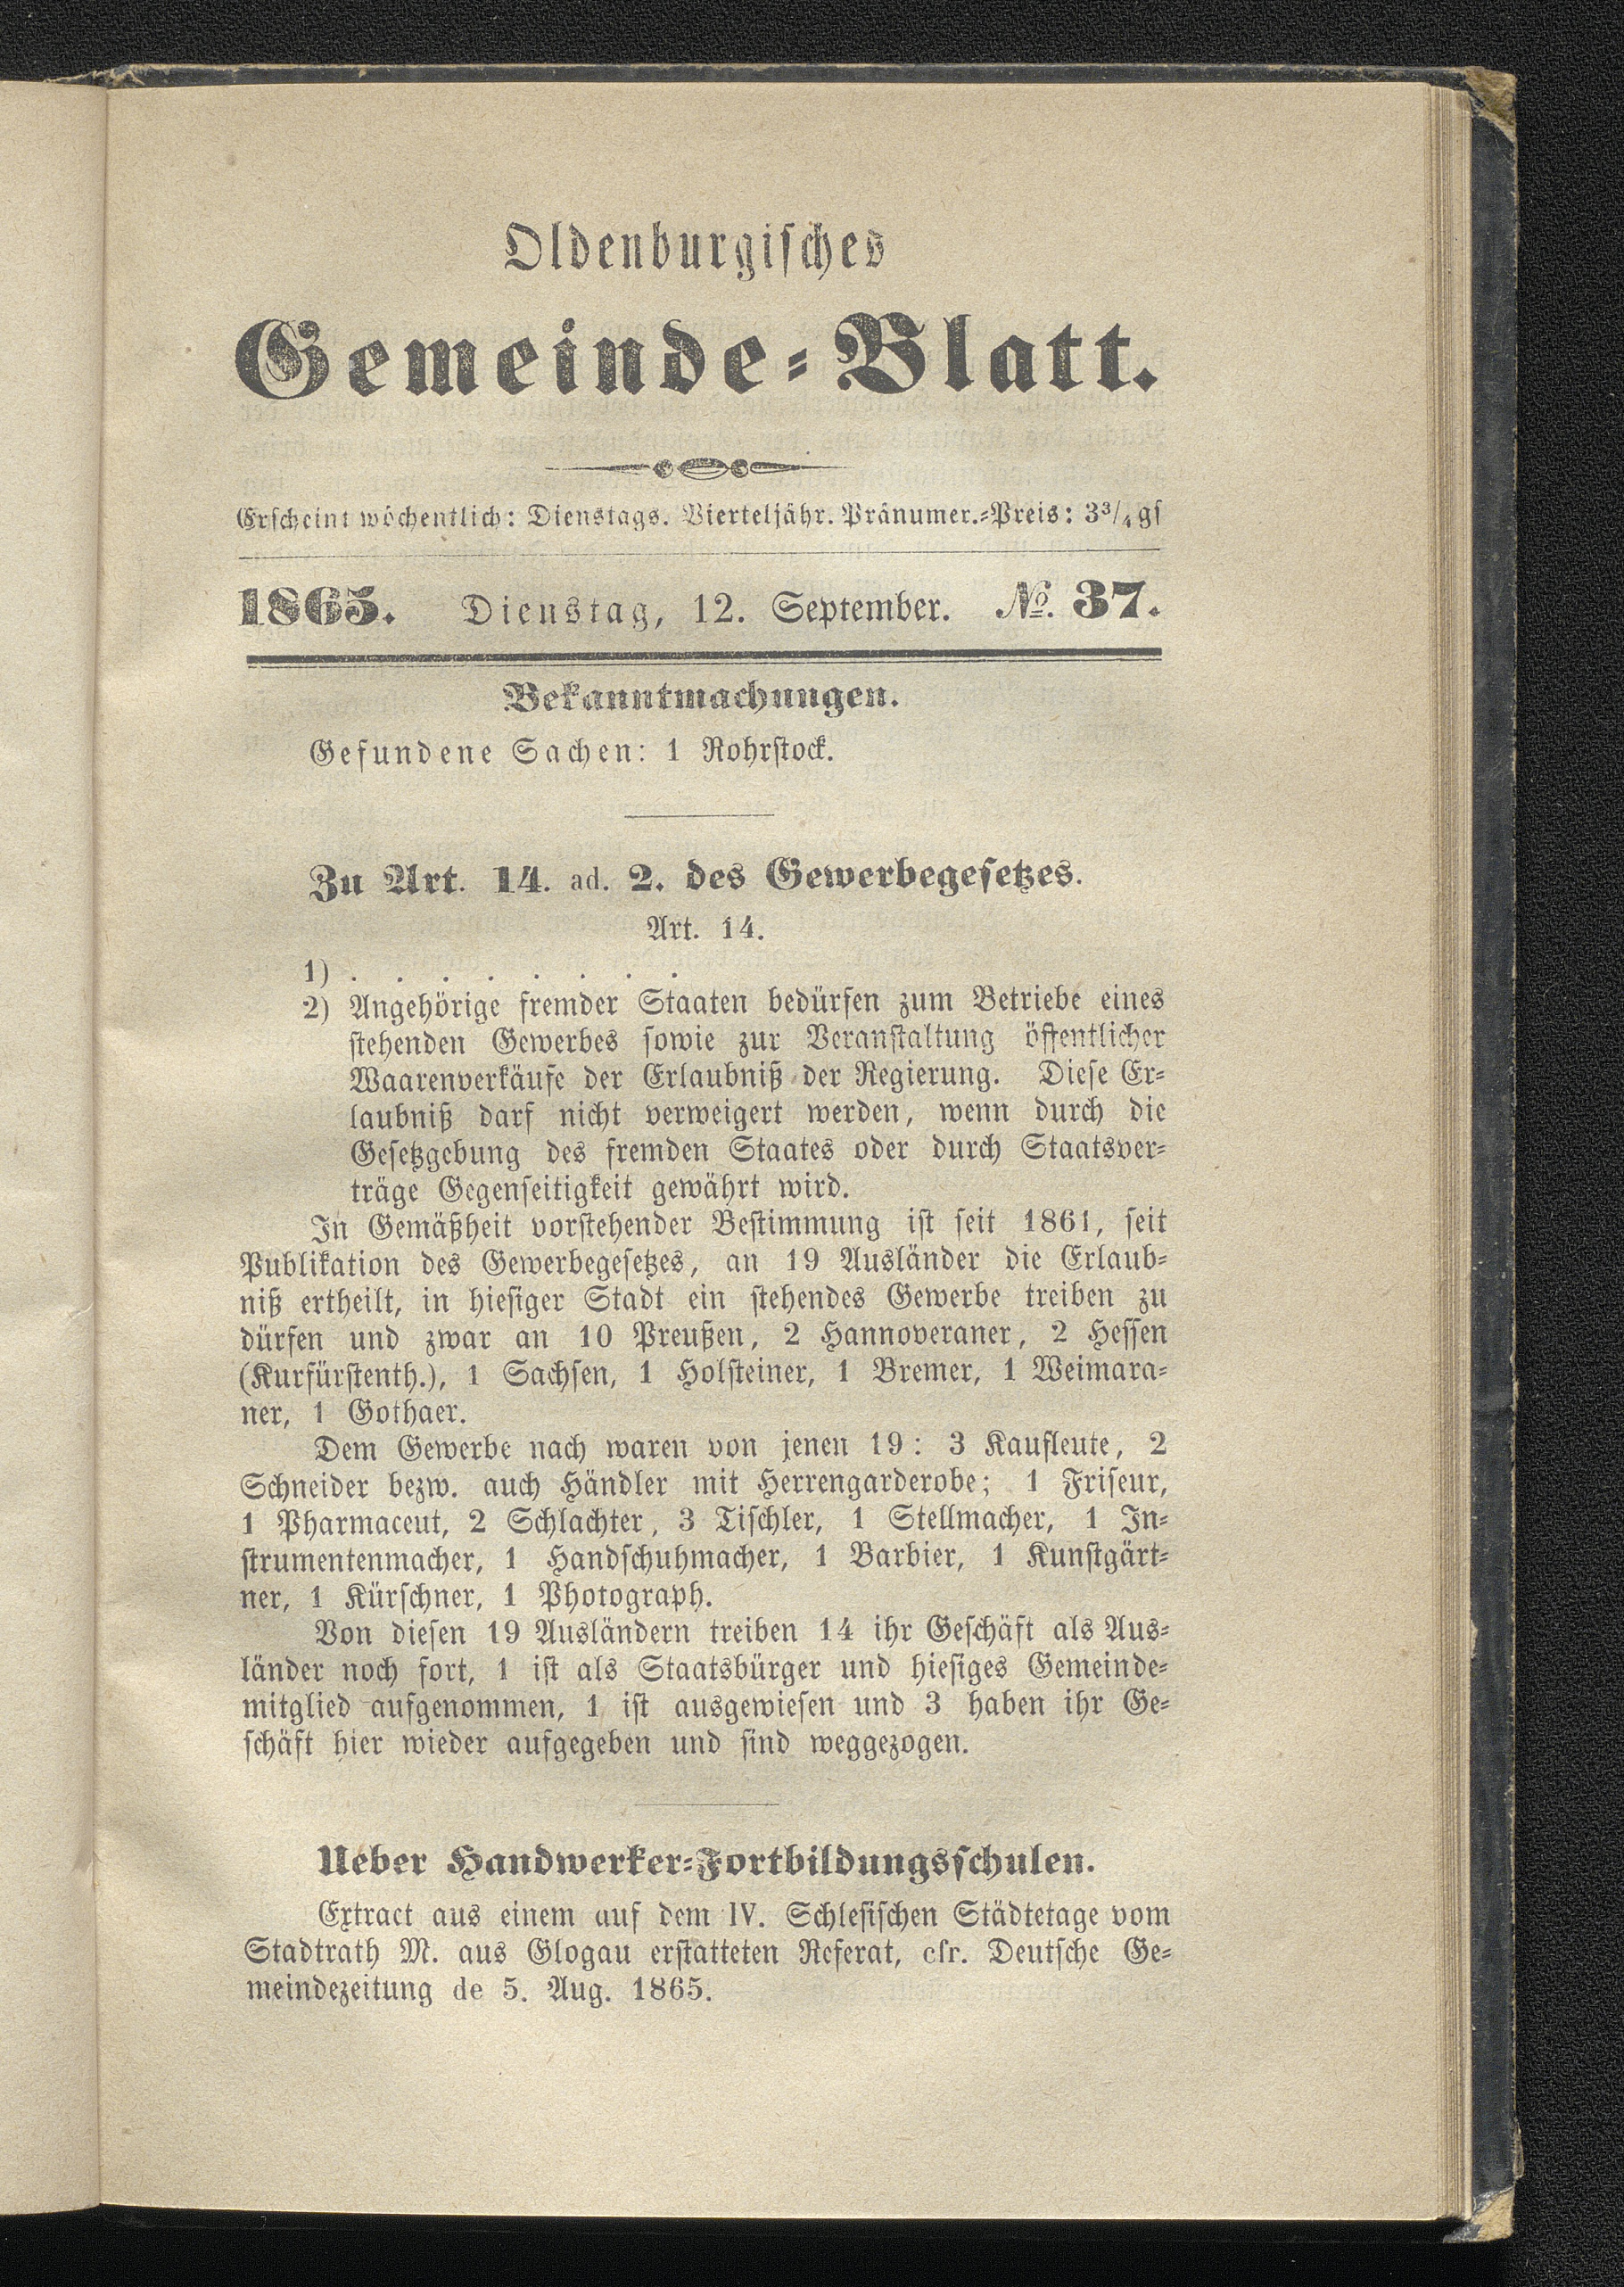 Oldenburgisches
Gemeinde-Blatt.
Erscheint wöchentlich: Dienstags. Vierteljähr. Pränumer.-Preis: 3¾ gs
1865. Dienstag, 12. September. №. 37.
Bekanntmachungen.
Gefundene Sachen: 1 Rohrstock.
Zu Art. 14. ad. 2. des Gewerbegesetzes.
Art. 14.
1) . . . . . . . .
2) Angehörige fremder Staaten bedürfen zum Betriebe eines
stehenden Gewerbes sowie zur Veranstaltung öffentlicher
Waarenverkäufe der Erlaubniß der Regierung. Diese Er-
laubniß darf nicht verweigert werden, wenn durch die
Gesetzgebung des fremden Staates oder durch Staatsver-
träge Gegenseitigkeit gewährt wird.
In Gemäßheit vorstehender Bestimmung ist seit 1861, seit
Publikation des Gewerbegesetzes, an 19 Ausländer die Erlaub-
niß ertheilt, in hiesiger Stadt ein stehendes Gewerbe treiben zu
dürfen und zwar an 10 Preußen, 2 Hannoveraner, 2 Hessen
(Kurfürstenth.), 1 Sachsen, 1 Holsteiner, 1 Bremer, 1 Weimara-
ner, 1 Gothaer.
Dem Gewerbe nach waren von jenen 19: 3 Kaufleute, 2
Schneider bezw. auch Händler mit Herrengarderobe; 1 Friseur,
1 Pharmaceut, 2 Schlachter, 3 Tischler, 1 Stellmacher, 1 In-
strumentenmacher, 1 Handschuhmacher, 1 Barbier, 1 Kunstgärt-
ner, 1 Kürschner, 1 Photograph.
Von diesen 19 Ausländern treiben 14 ihr Geschäft als Aus-
länder noch fort, 1 ist als Staatsbürger und hiesiges Gemeinde-
mitglied aufgenommen, 1 ist ausgewiesen und 3 haben ihr Ge-
schäft hier wieder aufgegeben und sind weggezogen.
Ueber Handwerker-Fortbildungsschulen.
Extract aus einem auf dem IV. Schlesischen Städtetage vom
Stadtrath M. aus Glogau erstatteten Referat, cfr. Deutsche Ge-
meindezeitung de 5. Aug. 1865.